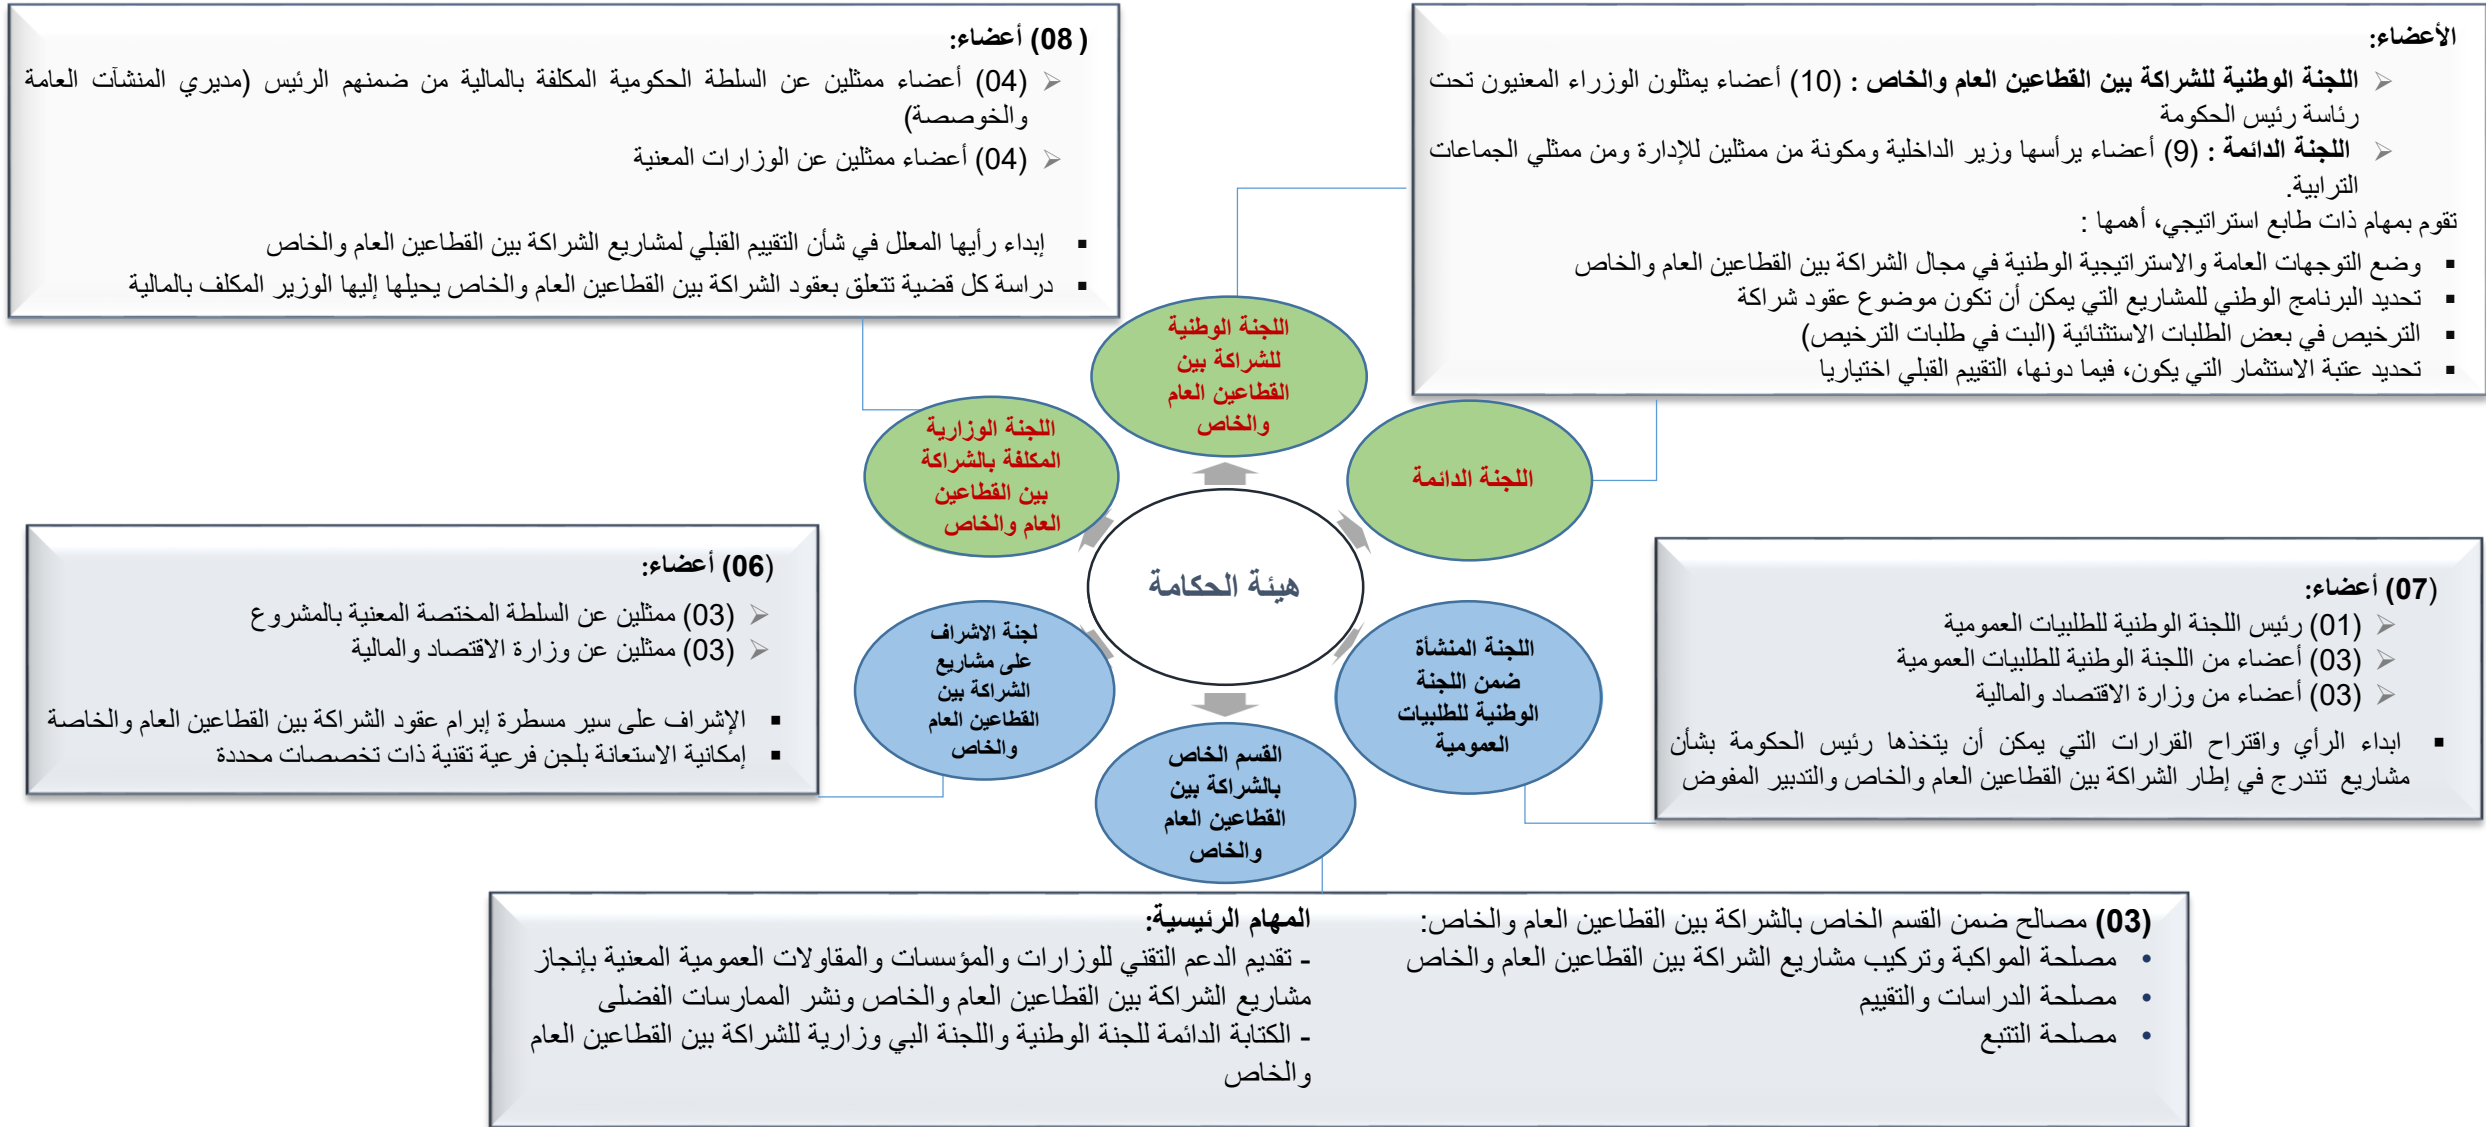 الأعضاء:
اللجنة الوطنية للشراكة بين القطاعين العام والخاص : (10) أعضاء يمثلون الوزراء المعنيون تحت
رئاسة رئيس الحكومة
اللجنة الدائمة : (9) أعضاء يرأسها وزير الداخلية ومكونة من ممثلين للإدارة ومن ممثلي الجماعات
الترابية.
تقوم بمهام ذات طابع استراتيجي، أهمها :
▪ وضع التوجهات العامة والاستراتيجية الوطنية في مجال الشراكة بين القطاعين العام والخاص
▪ تحديد البرنامج الوطني للمشاريع التي يمكن أن تكون موضوع عقود شراكة
▪ الترخيص في بعض الطلبات الاستثنائية (البت في طلبات الترخيص)
▪ تحديد عتبة الاستثمار التي يكون، فيما دونها، التقييم القبلي اختياريا
(08) أعضاء:
(04) أعضاء ممثلين عن السلطة الحكومية المكلفة بالمالية من ضمنهم الرئيس (مديري المنشآت العامة
والخوصصة)
(04) أعضاء ممثلين عن الوزارات المعنية
▪ إبداء رأيها المعلل في شأن التقييم القبلي لمشاريع الشراكة بين القطاعين العام والخاص
▪ دراسة كل قضية تتعلق بعقود الشراكة بين القطاعين العام والخاص يحيلها إليها الوزير المكلف بالمالية
اللجنة الوطنية
للشراكة بين
القطاعين العام
والخاص
اللجنة الدائمة
اللجنة الوزارية
المكلفة بالشراكة
بين القطاعين
العام والخاص
هيئة الحكامة
اللجنة المنشأة
ضمن اللجنة
الوطنية للطلبيات
العمومية
لجنة الاشراف
على مشاريع
الشراكة بين
القطاعين العام
والخاص
القسم الخاص
بالشراكة بين
القطاعين العام
والخاص
(07) أعضاء:
(01) رئيس اللجنة الوطنية للطلبيات العمومية
(03) أعضاء من اللجنة الوطنية للطلبيات العمومية
(03) أعضاء من وزارة الاقتصاد والمالية
▪ ابداء الرأي واقتراح القرارات التي يمكن أن يتخذها رئيس الحكومة بشأن
مشاريع تندرج في إطار الشراكة بين القطاعين العام والخاص والتدبير المفوض
(06) أعضاء:
(03) ممثلين عن السلطة المختصة المعنية بالمشروع
(03) ممثلين عن وزارة الاقتصاد والمالية
▪ الإشراف على سير مسطرة إبرام عقود الشراكة بين القطاعين العام والخاصة
▪ إمكانية الاستعانة بلجن فرعية تقنية ذات تخصصات محددة
(03) مصالح ضمن القسم الخاص بالشراكة بين القطاعين العام والخاص:
• مصلحة المواكبة وتركيب مشاريع الشراكة بين القطاعين العام والخاص
• مصلحة الدراسات والتقييم
• مصلحة التتبع
المهام الرئيسية:
- تقديم الدعم التقني للوزارات والمؤسسات والمقاولات العمومية المعنية بإنجاز
مشاريع الشراكة بين القطاعين العام والخاص ونشر الممارسات الفضلى
- الكتابة الدائمة للجنة الوطنية واللجنة البي وزارية للشراكة بين القطاعين العام
والخاص